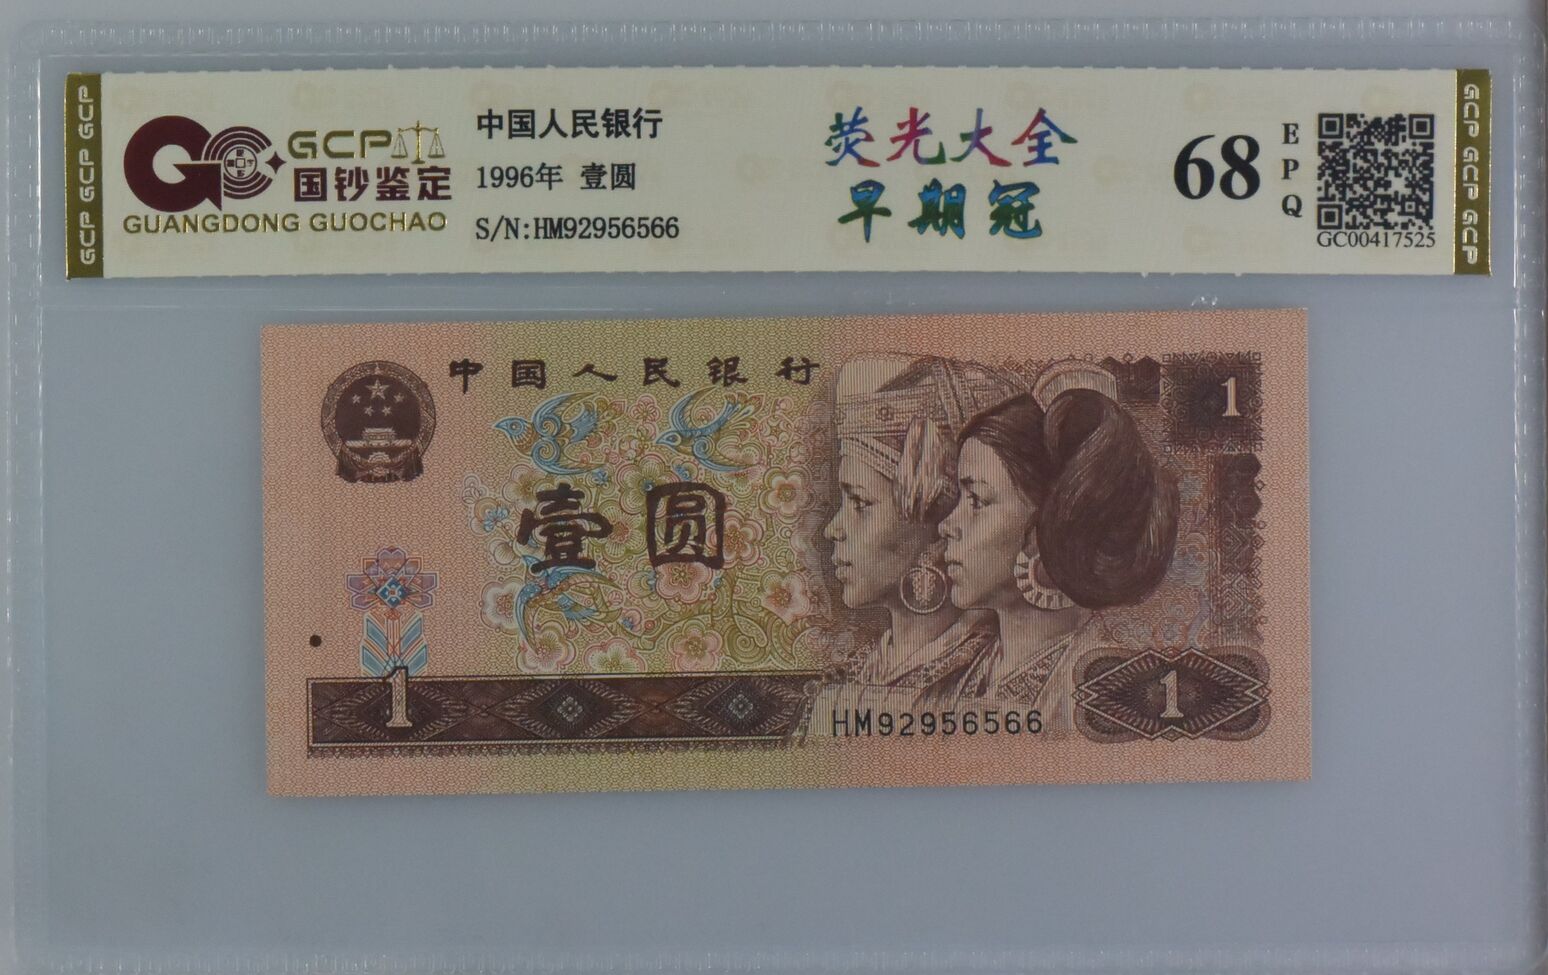 GCP GCP GCP
GCP
国钞鉴定
GUANGDONG GUOCHAO
中国人民银行
1996年 壹圆
S/N:HM92956566
荧光大全
早期冠
68
EPQ
GC00417525
GCP GCP GCP
中国人民银行
1
壹圆
1
HM92956566
1